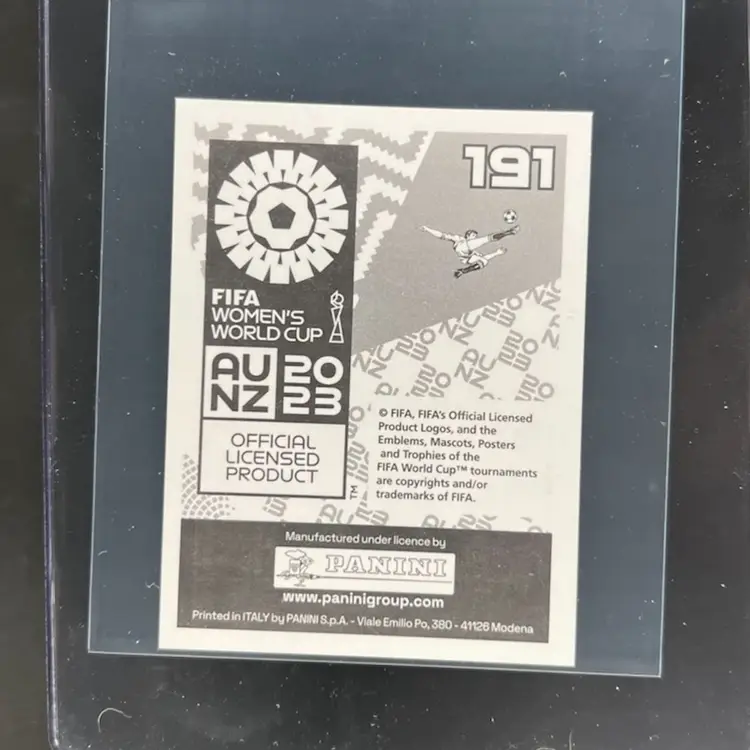 191
FIFA
WOMEN'S
WORLD CUP
AU 20
NZ 23
OFFICIAL
LICENSED
PRODUCT
TM
© FIFA, FIFA's Official Licensed
Product Logos, and the
Emblems, Mascots, Posters
and Trophies of the
FIFA World Cup™ tournaments
are copyrights and/or
trademarks of FIFA.
Manufactured under licence by
PANINI
www.paninigroup.com
Printed in ITALY by PANINI S.p.A. - Viale Emilio Po, 380 - 41126 Modena